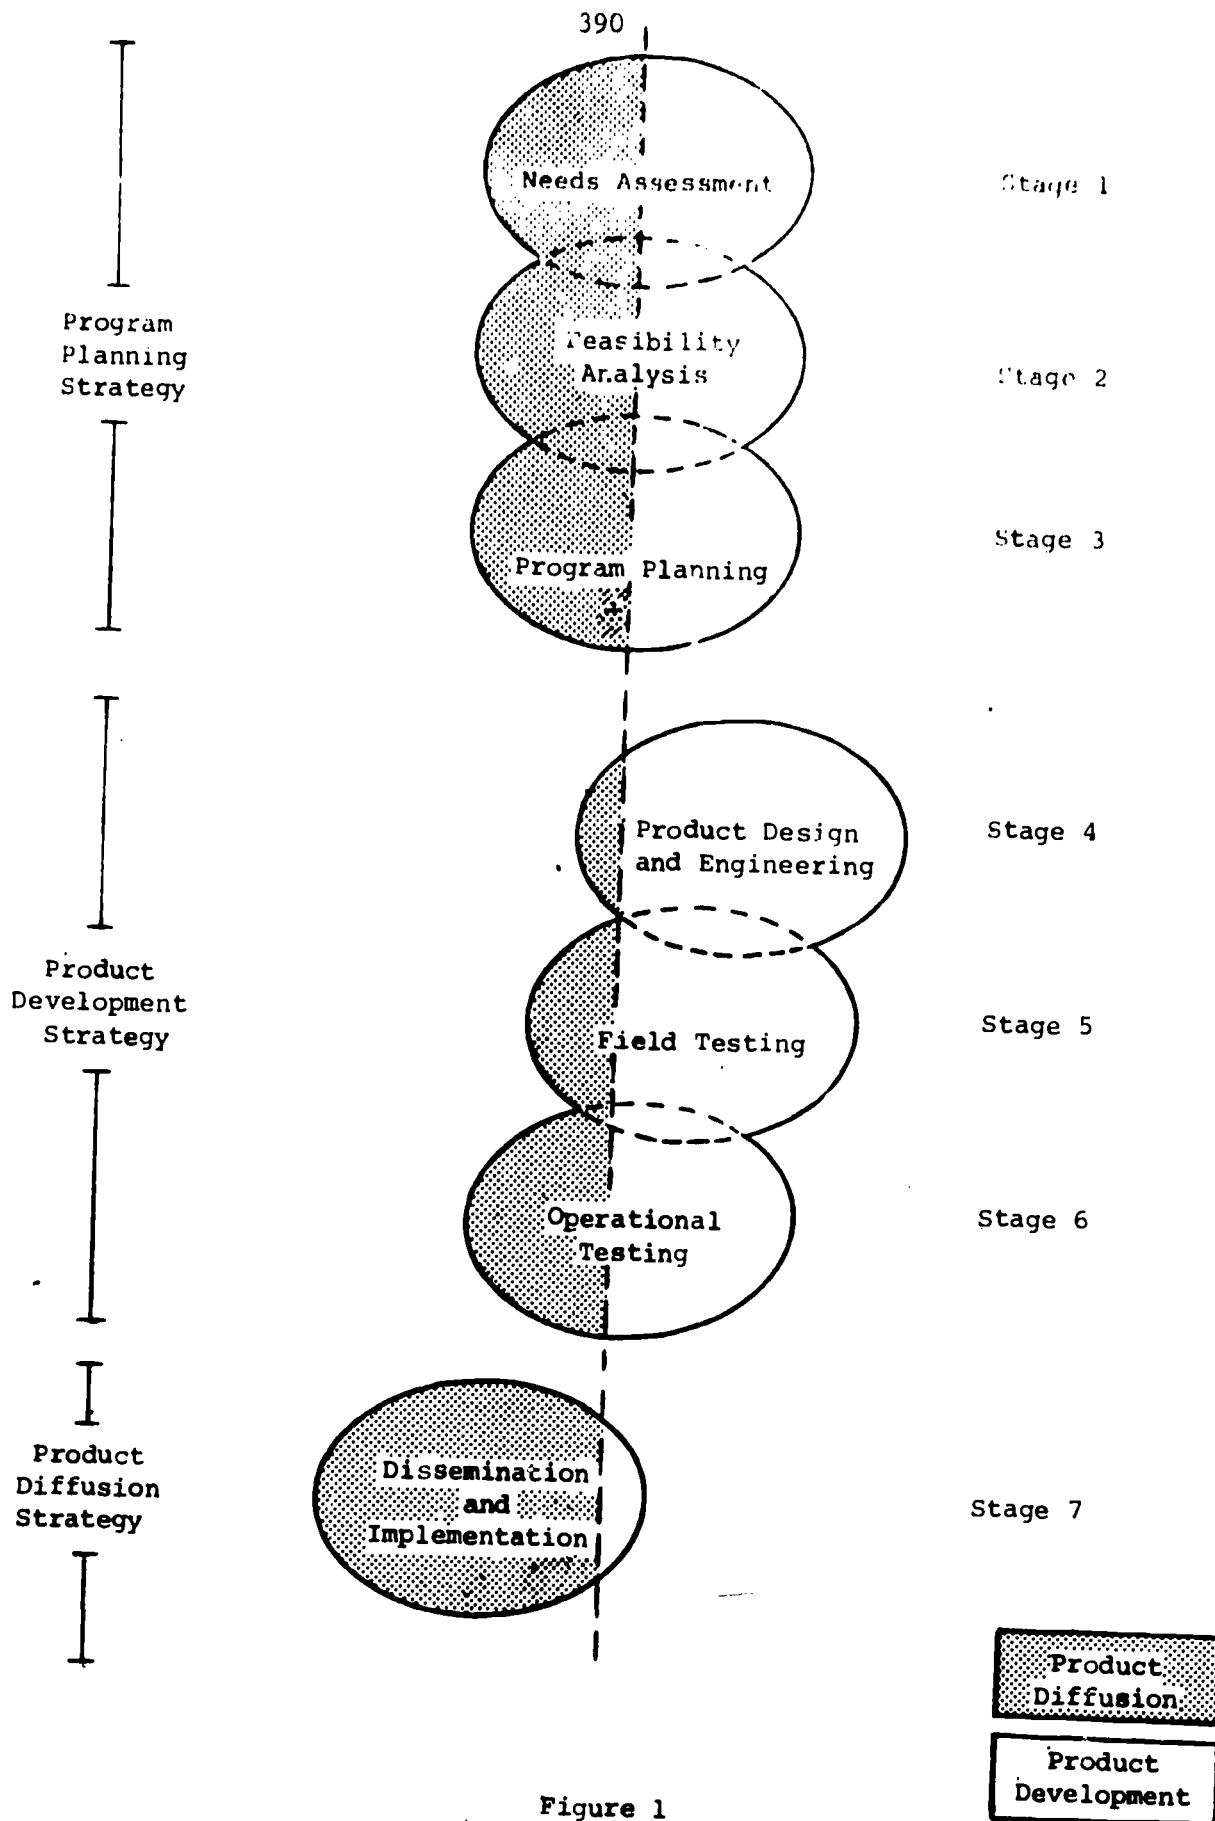 390
Needs Assessment
Stage 1
Program
Planning
Strategy
Feasibility
Analysis
Stage 2
Program Planning
Stage 3
Product Design
and Engineering
Stage 4
Product
Development
Strategy
Field Testing
Stage 5
Operational
Testing
Stage 6
Product
Diffusion
Strategy
Dissemination
and
Implementation
Stage 7
Product
Diffusion
Product
Development
Figure 1